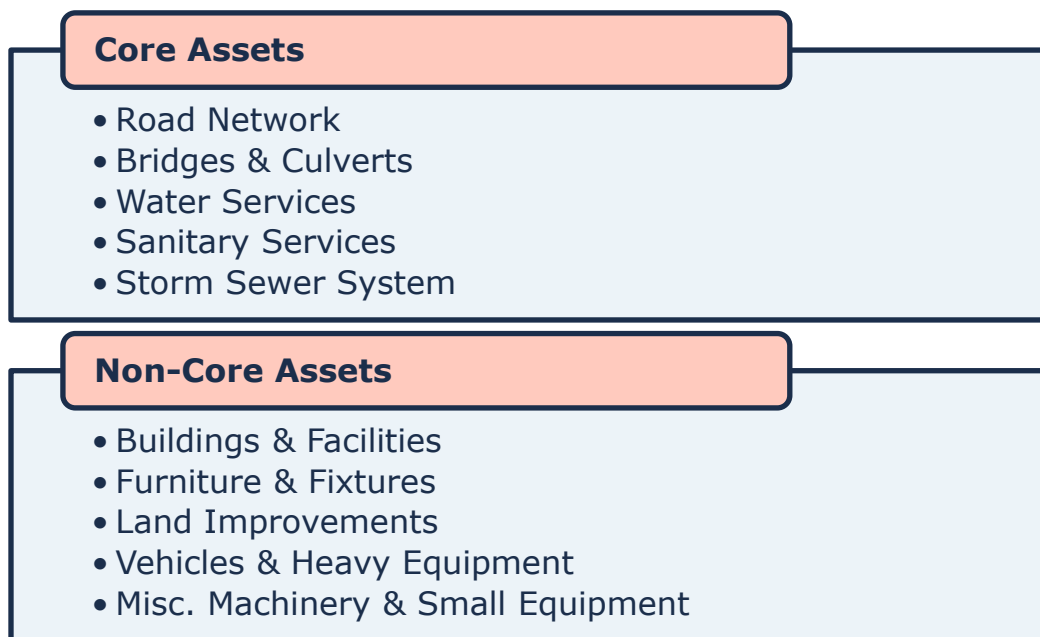 Core Assets
• Road Network
• Bridges & Culverts
• Water Services
• Sanitary Services
• Storm Sewer System
Non-Core Assets
• Buildings & Facilities
• Furniture & Fixtures
• Land Improvements
• Vehicles & Heavy Equipment
• Misc. Machinery & Small Equipment